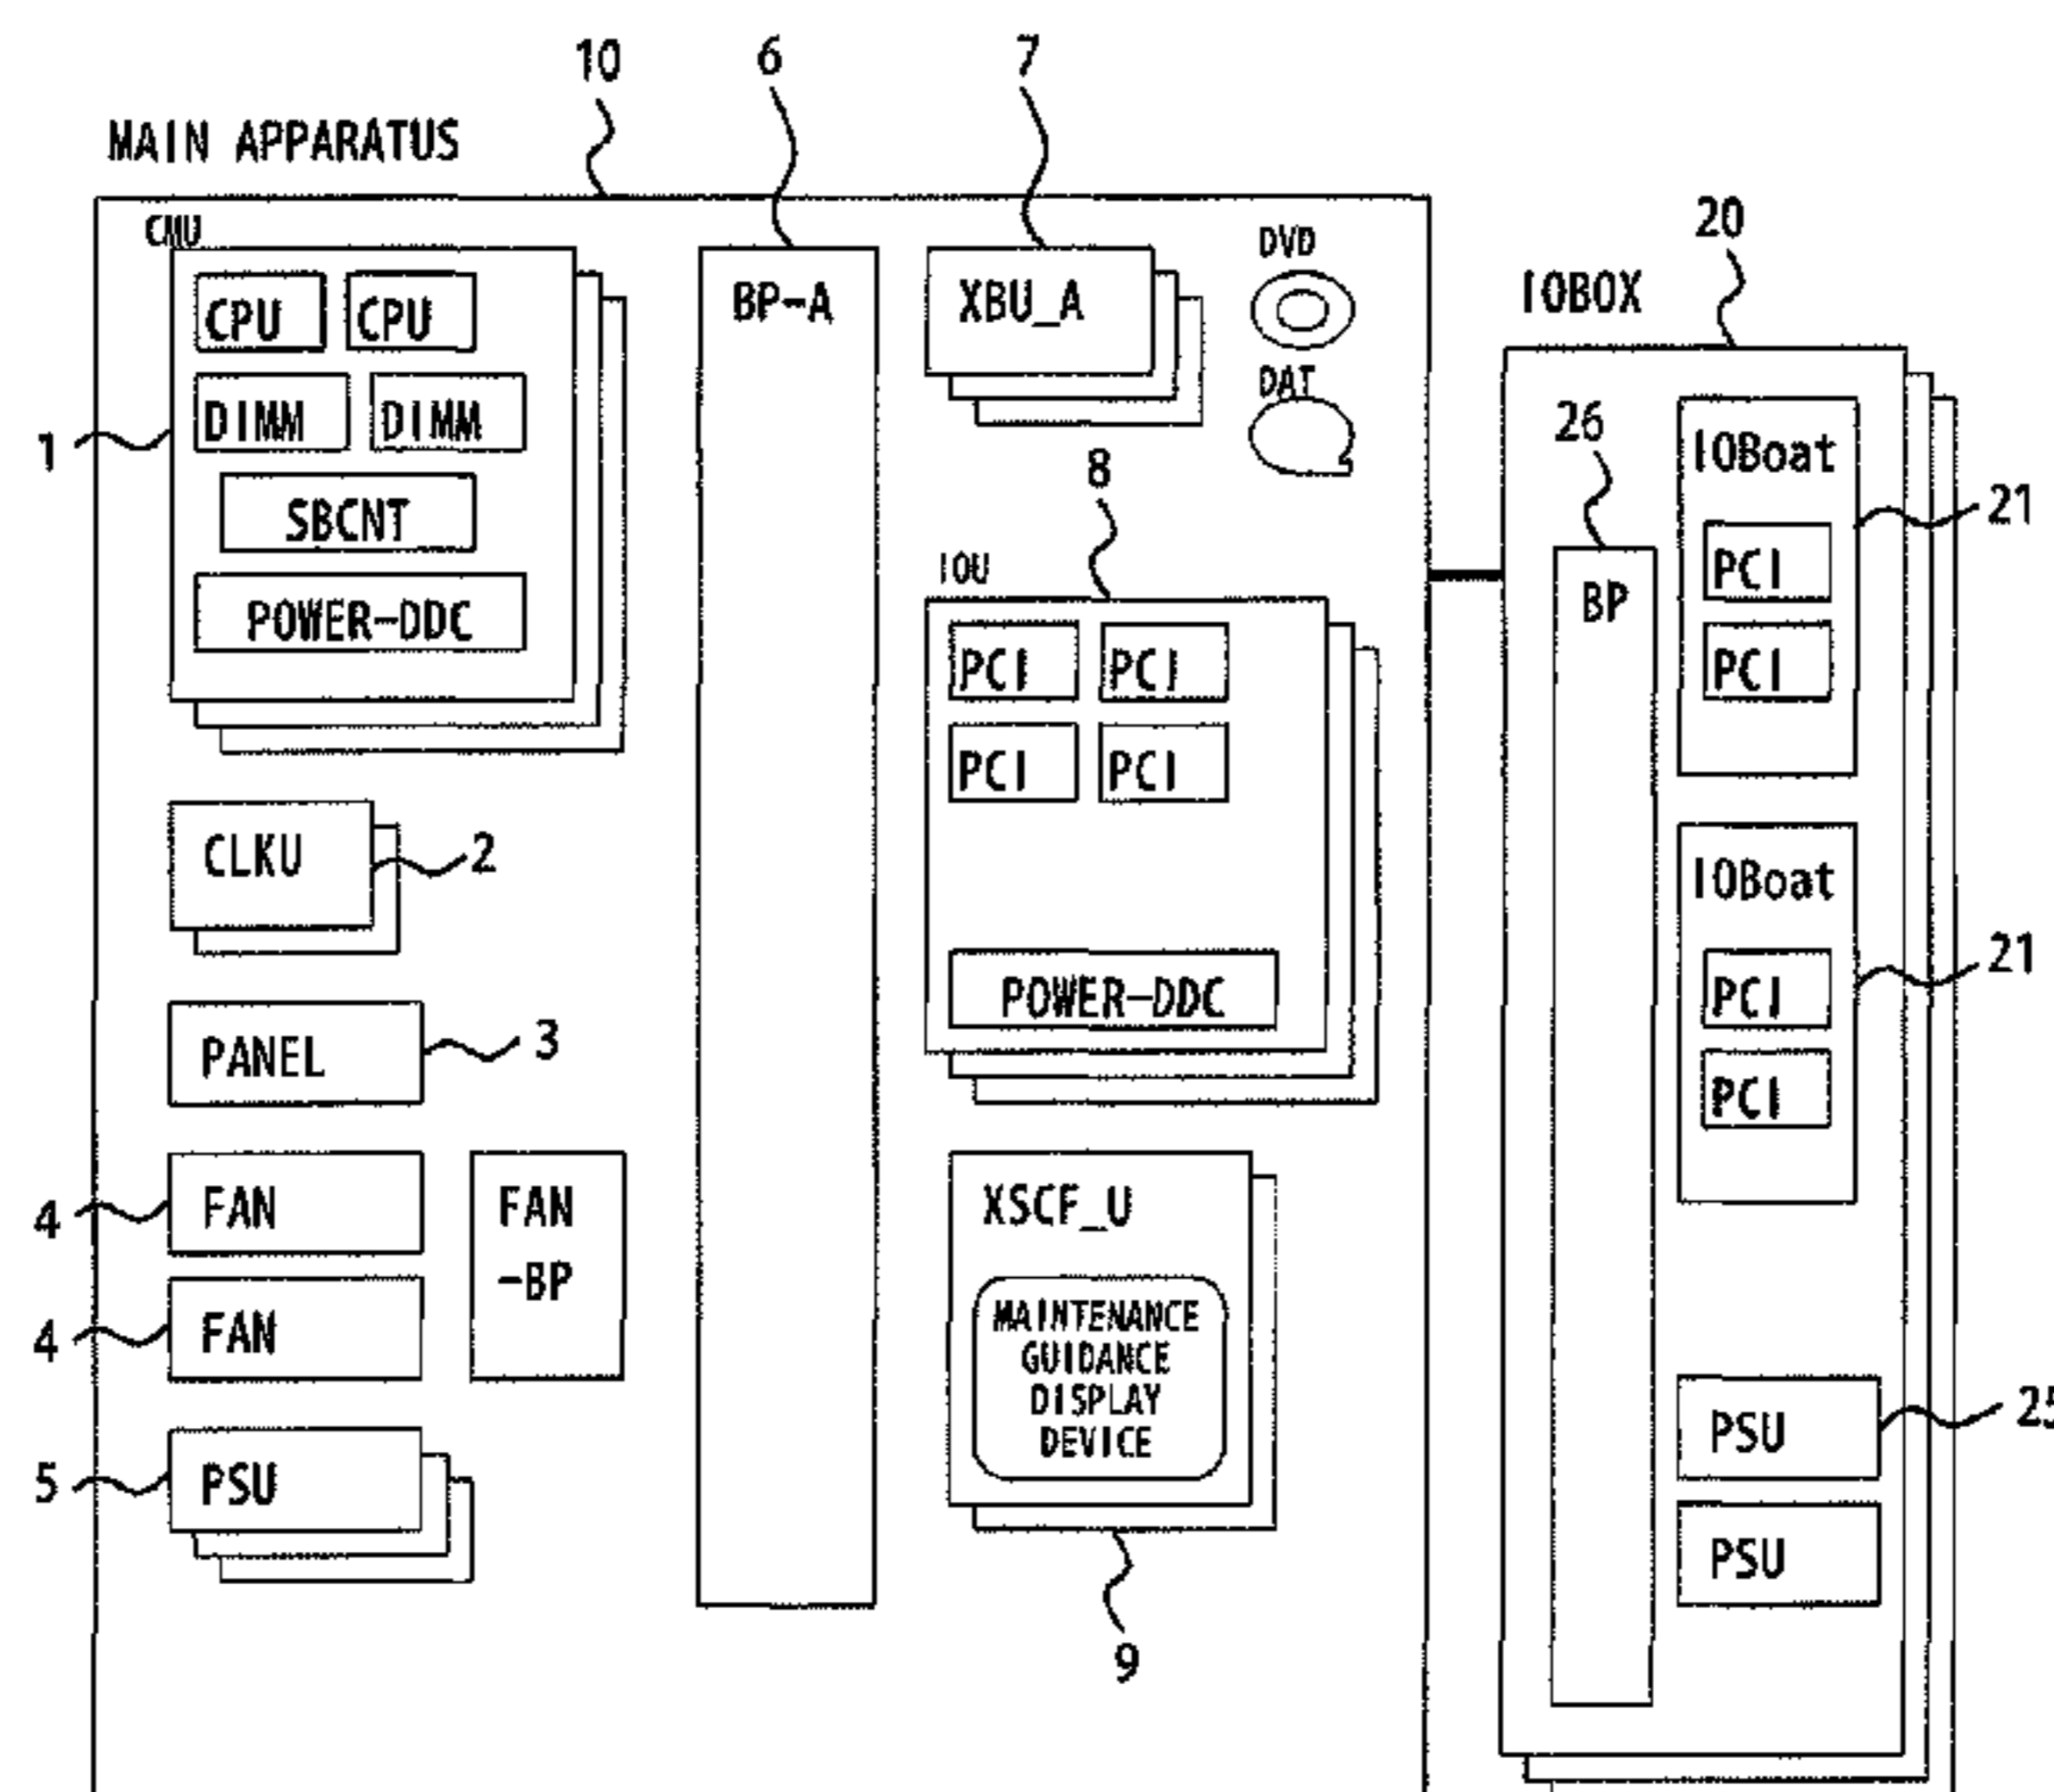 10
6
7
MAIN APPARATUS
CMU
CPU CPU
DIMM DIMM
SBCNT
POWER-DDC
1
CLKU
2
PANEL
3
4
FAN
4
FAN
FAN
-BP
5
PSU
BP-A
XBU_A
DVD
DAT
8
IOU
PCI PCI
PCI PCI
POWER-DDC
XSCF_U
MAINTENANCE
GUIDANCE
DISPLAY
DEVICE
9
20
IOBOX
26
BP
IOBoat
21
PCI
PCI
IOBoat
21
PCI
PCI
PSU
25
PSU